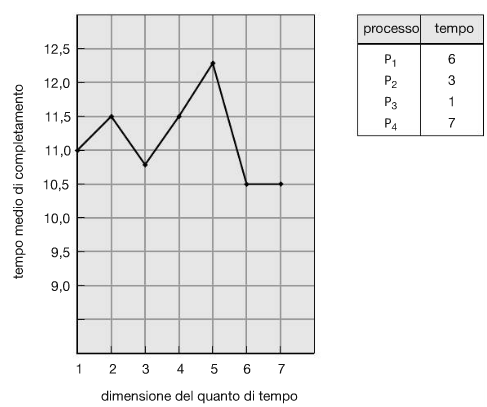 processo tempo
P1 6
P2 3
P3 1
P4 7
tempo medio di completamento
12,5
12,0
11,5
11,0
10,5
10,0
9,5
9,0
1 2 3 4 5 6 7
dimensione del quanto di tempo